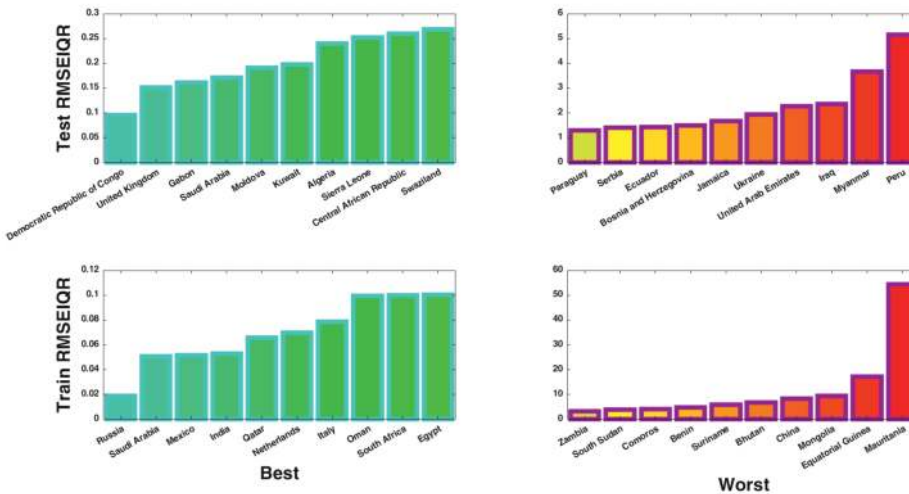 Test RMSEIQR
0.3
0.25
0.2
0.15
0.1
0.05
0
Democratic Republic of Congo
United Kingdom
Gabon
Saudi Arabia
Moldova
Kuwait
Algeria
Sierra Leone
Central African Republic
Swaziland
6
5
4
3
2
1
0
Paraguay
Serbia
Ecuador
Bosnia and Herzegovina
Jamaica
Ukraine
United Arab Emirates
Iraq
Myanmar
Peru
Train RMSEIQR
0.12
0.1
0.08
0.06
0.04
0.02
0
Russia
Saudi Arabia
Mexico
India
Qatar
Netherlands
Italy
Oman
South Africa
Egypt
Best
60
50
40
30
20
10
0
Zambia
South Sudan
Comoros
Benin
Suriname
Bhutan
China
Mongolia
Equatorial Guinea
Mauritania
Worst